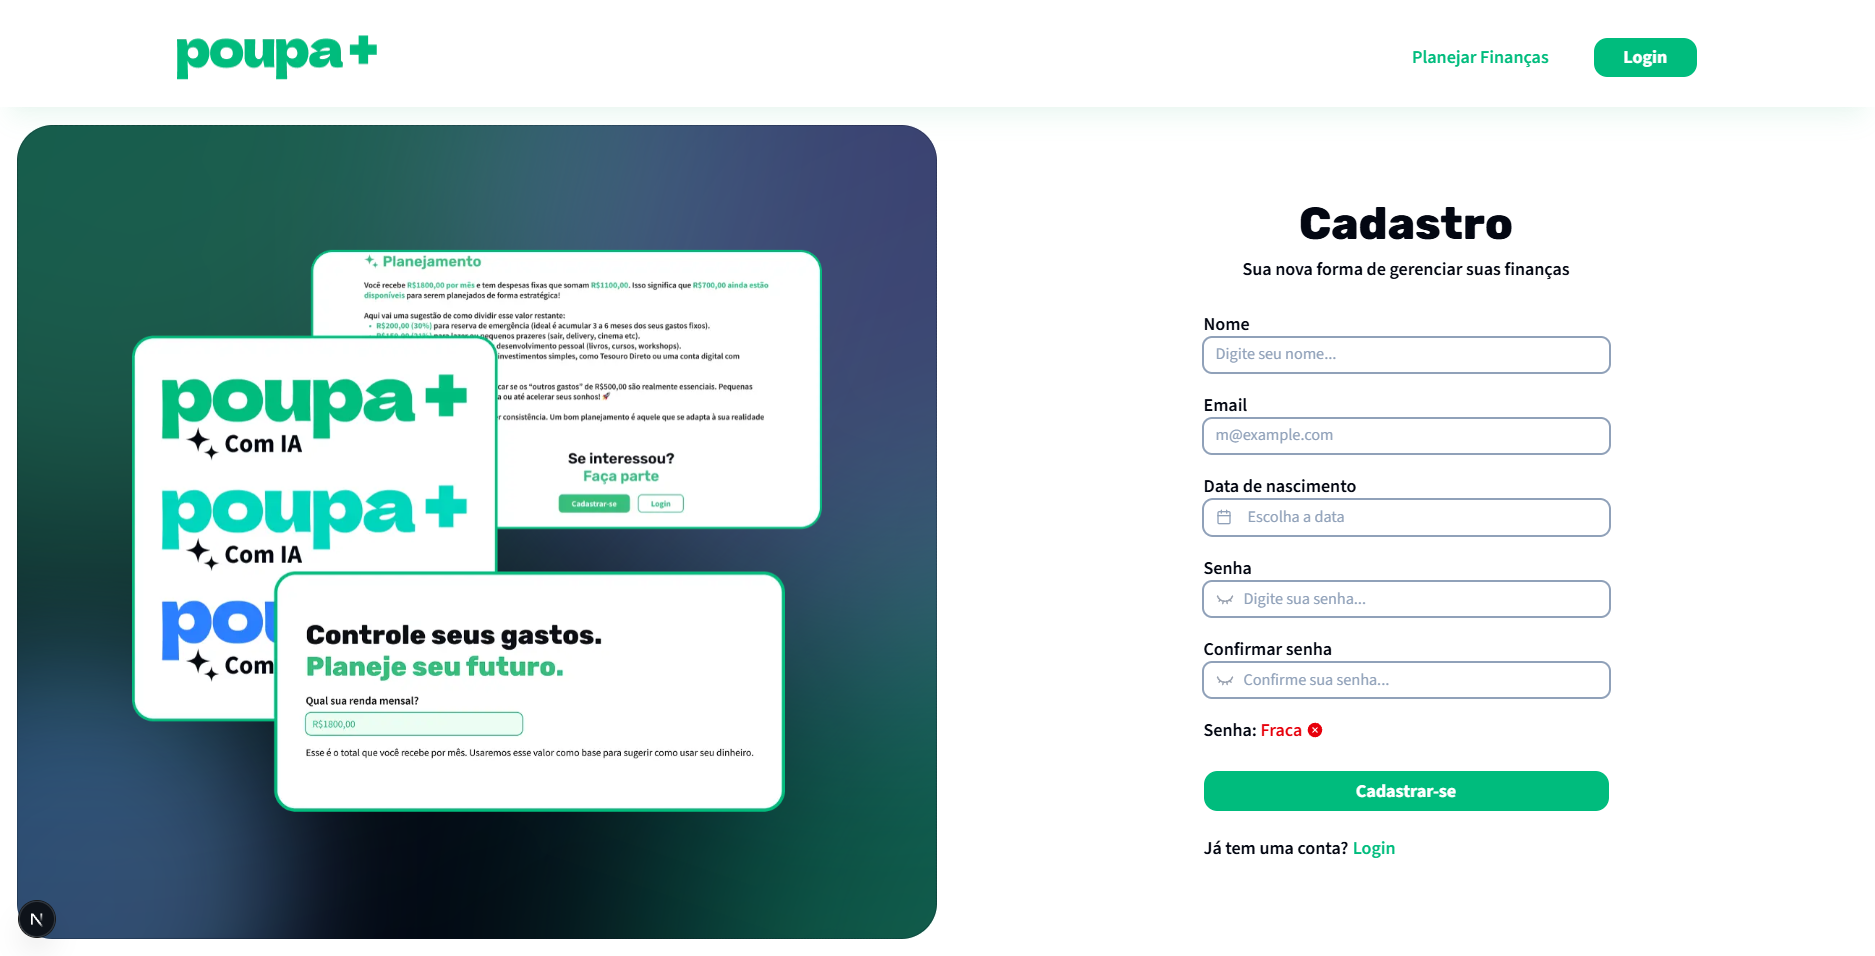 poupa+
Planejar Finanças
Login
✦ Planejamento
Você recebe R$1800,00 por mês e tem despesas fixas que somam R$1100,00. Isso significa que R$700,00 ainda estão
disponíveis para serem planejados de forma estratégica!
Aqui vai uma sugestão de como dividir esse valor restante:
• R$200,00 (30%) para reserva de emergência (ideal é acumular 3 a 6 meses dos seus gastos fixos).
pequenos prazeres (sair, delivery, cinema etc).
desenvolvimento pessoal (livros, cursos, workshops).
investimentos simples, como Tesouro Direto ou uma conta digital com
car se os “outros gastos” de R$500,00 são realmente essenciais. Pequenas
a ou até acelerar seus sonhos! 🚀
r consistência. Um bom planejamento é aquele que se adapta à sua realidade
Se interessou?
Faça parte
Cadastrar-se
Login
poupa+
Com IA
poupa+
Com IA
po
Com
Controle seus gastos.
Planeje seu futuro.
Qual sua renda mensal?
R$1800,00
Esse é o total que você recebe por mês. Usaremos esse valor como base para sugerir como usar seu dinheiro.
N
Cadastro
Sua nova forma de gerenciar suas finanças
Nome
Digite seu nome...
Email
m@example.com
Data de nascimento
Escolha a data
Senha
Digite sua senha...
Confirmar senha
Confirme sua senha...
Senha: Fraca
Cadastrar-se
Já tem uma conta? Login